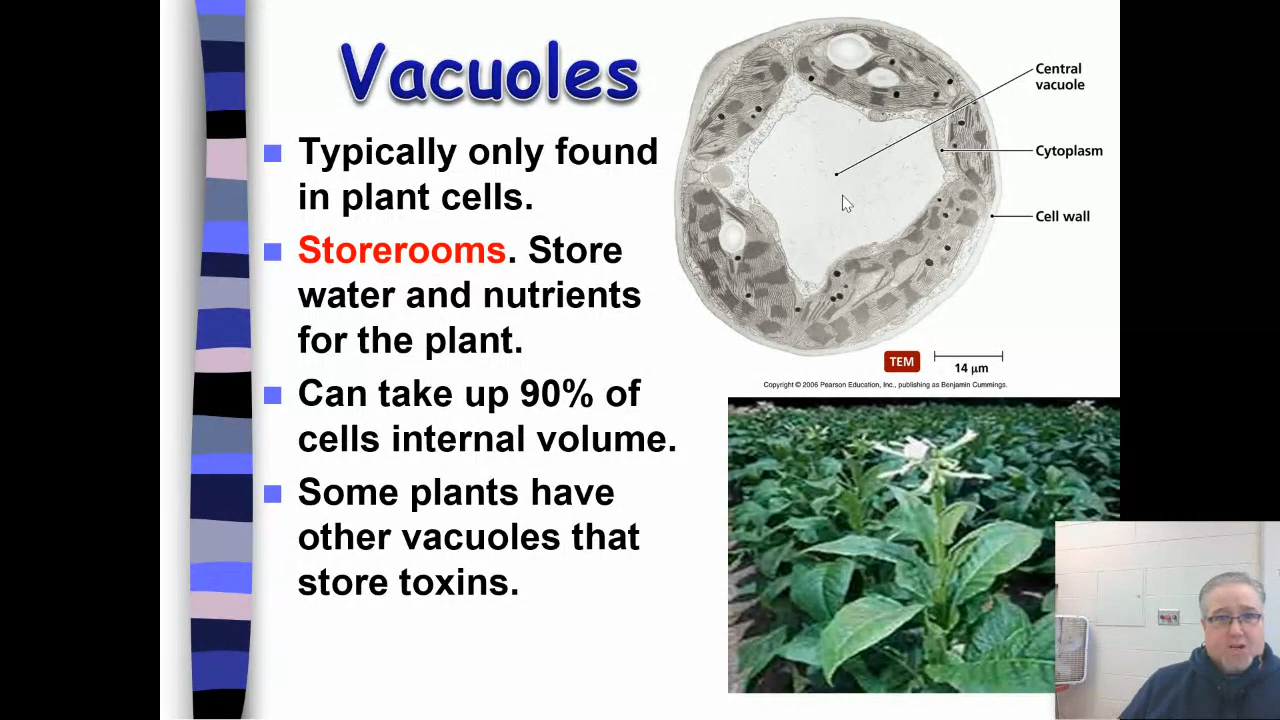 Vacuoles
Typically only found
in plant cells.
Storerooms. Store
water and nutrients
for the plant.
Can take up 90% of
cells internal volume.
Some plants have
other vacuoles that
store toxins.
Central
vacuole
Cytoplasm
Cell wall
TEM
14 μm
Copyright © 2006 Pearson Education, Inc., publishing as Benjamin Cummings.